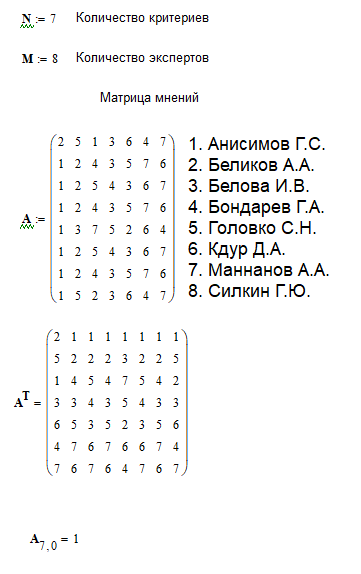 N := 7 Количество критериев
M := 8 Количество экспертов
Матрица мнений
A :=
2 5 1 3 6 4 7
1 2 4 3 5 7 6
1 2 5 4 3 6 7
1 2 4 3 5 7 6
1 3 7 5 2 6 4
1 2 5 4 3 6 7
1 2 4 3 5 7 6
1 5 2 3 6 4 7
1. Анисимов Г.С.
2. Беликов А.А.
3. Белова И.В.
4. Бондарев Г.А.
5. Головко С.Н.
6. Кдур Д.А.
7. Маннанов А.А.
8. Силкин Г.Ю.
A^T =
2 1 1 1 1 1 1 1
5 2 2 2 3 2 2 5
1 4 5 4 7 5 4 2
3 3 4 3 5 4 3 3
6 5 3 5 2 3 5 6
4 7 6 7 6 6 7 4
7 6 7 6 4 7 6 7
A7,0 = 1